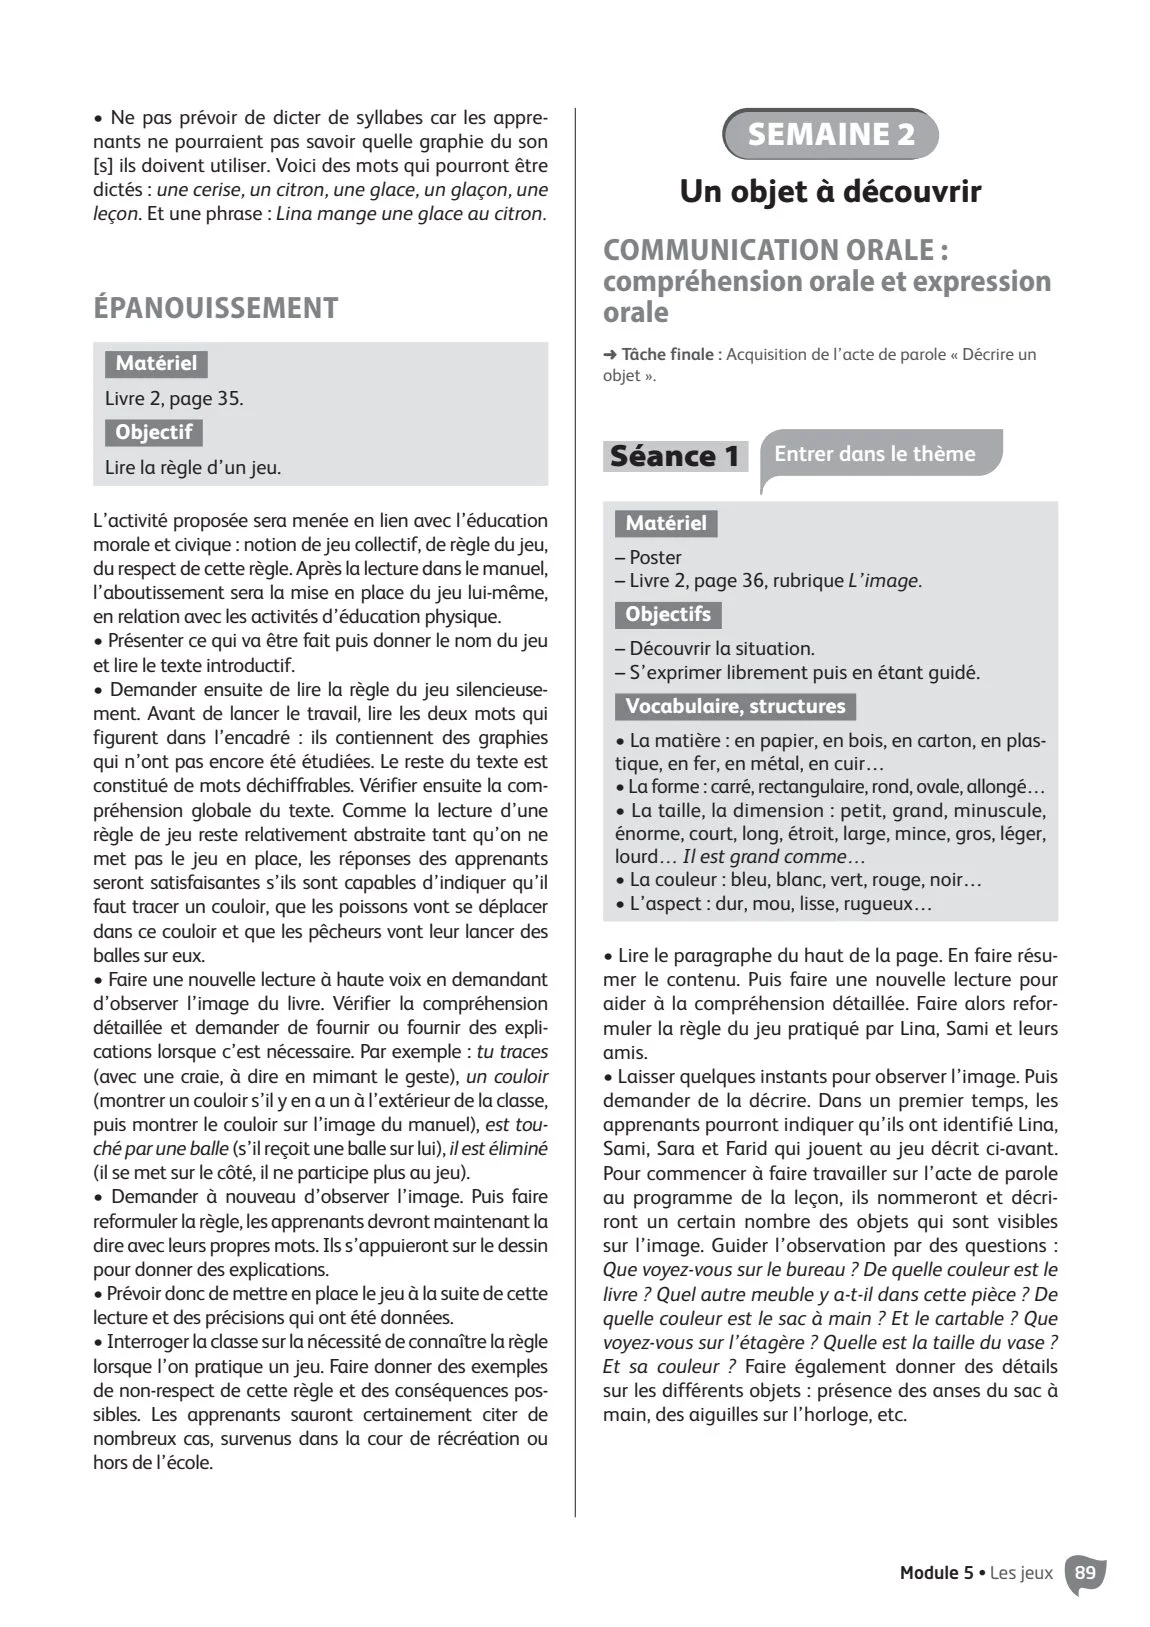 • Ne pas prévoir de dicter de syllabes car les appre-
nants ne pourraient pas savoir quelle graphie du son
[s] ils doivent utiliser. Voici des mots qui pourront être
dictés : une cerise, un citron, une glace, un glaçon, une
leçon. Et une phrase : Lina mange une glace au citron.
ÉPANOUISSEMENT
Matériel
Livre 2, page 35.
Objectif
Lire la règle d’un jeu.
L’activité proposée sera menée en lien avec l’éducation
morale et civique : notion de jeu collectif, de règle du jeu,
du respect de cette règle. Après la lecture dans le manuel,
l’aboutissement sera la mise en place du jeu lui-même,
en relation avec les activités d’éducation physique.
• Présenter ce qui va être fait puis donner le nom du jeu
et lire le texte introductif.
• Demander ensuite de lire la règle du jeu silencieuse-
ment. Avant de lancer le travail, lire les deux mots qui
figurent dans l’encadré : ils contiennent des graphies
qui n’ont pas encore été étudiées. Le reste du texte est
constitué de mots déchiffrables. Vérifier ensuite la com-
préhension globale du texte. Comme la lecture d’une
règle de jeu reste relativement abstraite tant qu’on ne
met pas le jeu en place, les réponses des apprenants
seront satisfaisantes s’ils sont capables d’indiquer qu’il
faut tracer un couloir, que les poissons vont se déplacer
dans ce couloir et que les pêcheurs vont leur lancer des
balles sur eux.
• Faire une nouvelle lecture à haute voix en demandant
d’observer l’image du livre. Vérifier la compréhension
détaillée et demander de fournir ou fournir des expli-
cations lorsque c’est nécessaire. Par exemple : tu traces
(avec une craie, à dire en mimant le geste), un couloir
(montrer un couloir s’il y en a un à l’extérieur de la classe,
puis montrer le couloir sur l’image du manuel), est tou-
ché par une balle (s’il reçoit une balle sur lui), il est éliminé
(il se met sur le côté, il ne participe plus au jeu).
• Demander à nouveau d’observer l’image. Puis faire
reformuler la règle, les apprenants devront maintenant la
dire avec leurs propres mots. Ils s’appuieront sur le dessin
pour donner des explications.
• Prévoir donc de mettre en place le jeu à la suite de cette
lecture et des précisions qui ont été données.
• Interroger la classe sur la nécessité de connaître la règle
lorsque l’on pratique un jeu. Faire donner des exemples
de non-respect de cette règle et des conséquences pos-
sibles. Les apprenants sauront certainement citer de
nombreux cas, survenus dans la cour de récréation ou
hors de l’école.
SEMAINE 2
Un objet à découvrir
COMMUNICATION ORALE :
compréhension orale et expression
orale
➜ Tâche finale : Acquisition de l’acte de parole « Décrire un
objet ».
Séance 1 Entrer dans le thème
Matériel
– Poster
– Livre 2, page 36, rubrique L’image.
Objectifs
– Découvrir la situation.
– S’exprimer librement puis en étant guidé.
Vocabulaire, structures
• La matière : en papier, en bois, en carton, en plas-
tique, en fer, en métal, en cuir…
• La forme : carré, rectangulaire, rond, ovale, allongé…
• La taille, la dimension : petit, grand, minuscule,
énorme, court, long, étroit, large, mince, gros, léger,
lourd… Il est grand comme…
• La couleur : bleu, blanc, vert, rouge, noir…
• L’aspect : dur, mou, lisse, rugueux…
• Lire le paragraphe du haut de la page. En faire résu-
mer le contenu. Puis faire une nouvelle lecture pour
aider à la compréhension détaillée. Faire alors refor-
muler la règle du jeu pratiqué par Lina, Sami et leurs
amis.
• Laisser quelques instants pour observer l’image. Puis
demander de la décrire. Dans un premier temps, les
apprenants pourront indiquer qu’ils ont identifié Lina,
Sami, Sara et Farid qui jouent au jeu décrit ci-avant.
Pour commencer à faire travailler sur l’acte de parole
au programme de la leçon, ils nommeront et décri-
ront un certain nombre des objets qui sont visibles
sur l’image. Guider l’observation par des questions :
Que voyez-vous sur le bureau ? De quelle couleur est le
livre ? Quel autre meuble y a-t-il dans cette pièce ? De
quelle couleur est le sac à main ? Et le cartable ? Que
voyez-vous sur l’étagère ? Quelle est la taille du vase ?
Et sa couleur ? Faire également donner des détails
sur les différents objets : présence des anses du sac à
main, des aiguilles sur l’horloge, etc.
Module 5 • Les jeux 89